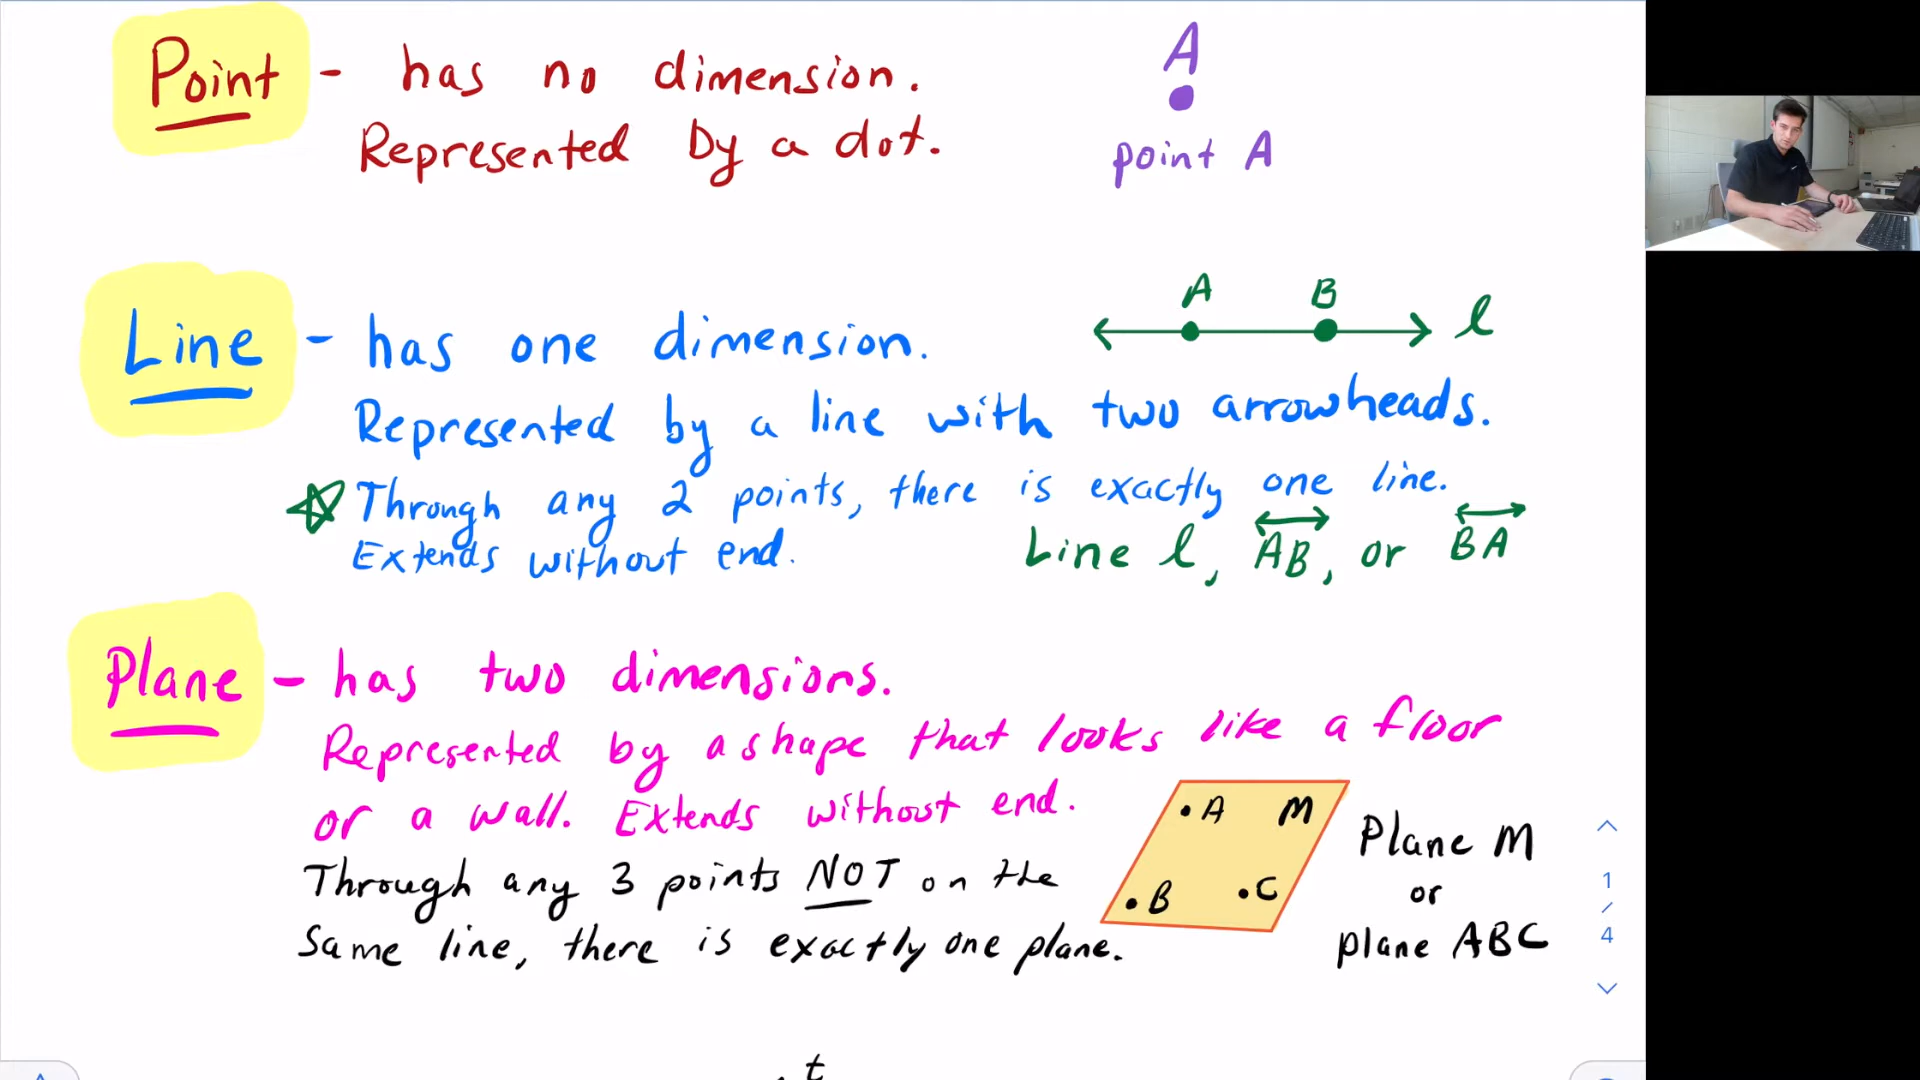 A
Point - has no dimension.
Represented by a dot.
point A
A B
Line - has one dimension. l
Represented by a line with two arrowheads.
Through any 2 points, there is exactly one line.
Extends without end. Line l, AB, or BA
Plane - has two dimensions.
Represented by a shape that looks like a floor
or a wall. Extends without end.
A M
Plane M
Through any 3 points NOT on the
B C
or
Same line, there is exactly one plane.
plane ABC
1
/
4
t